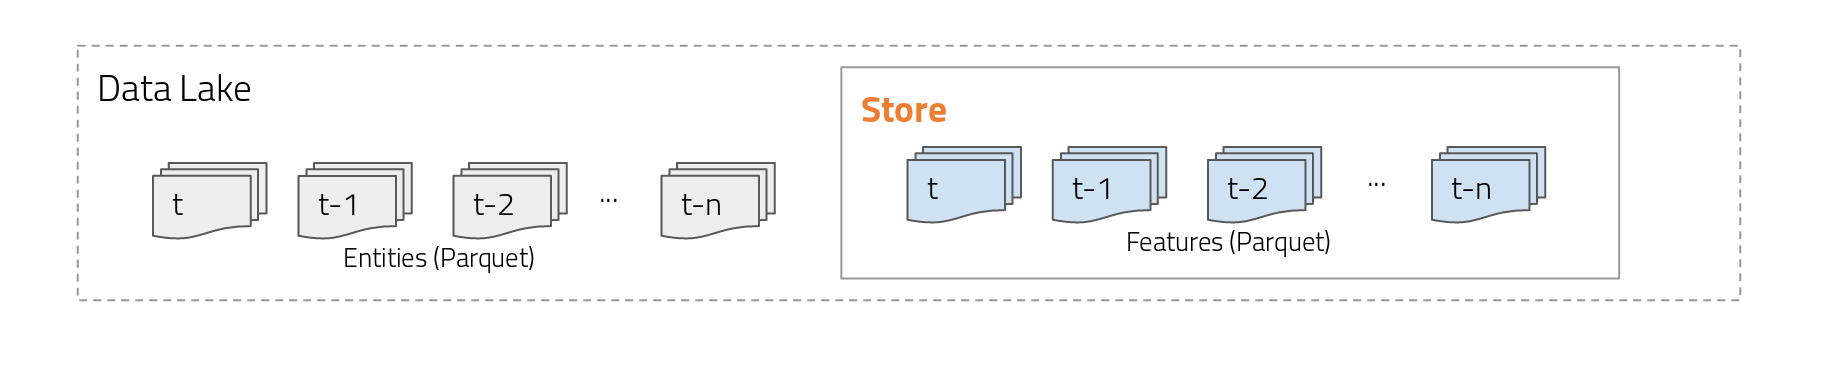 Data Lake
t
t-1
t-2
...
t-n
Entities (Parquet)
Store
t
t-1
t-2
...
t-n
Features (Parquet)